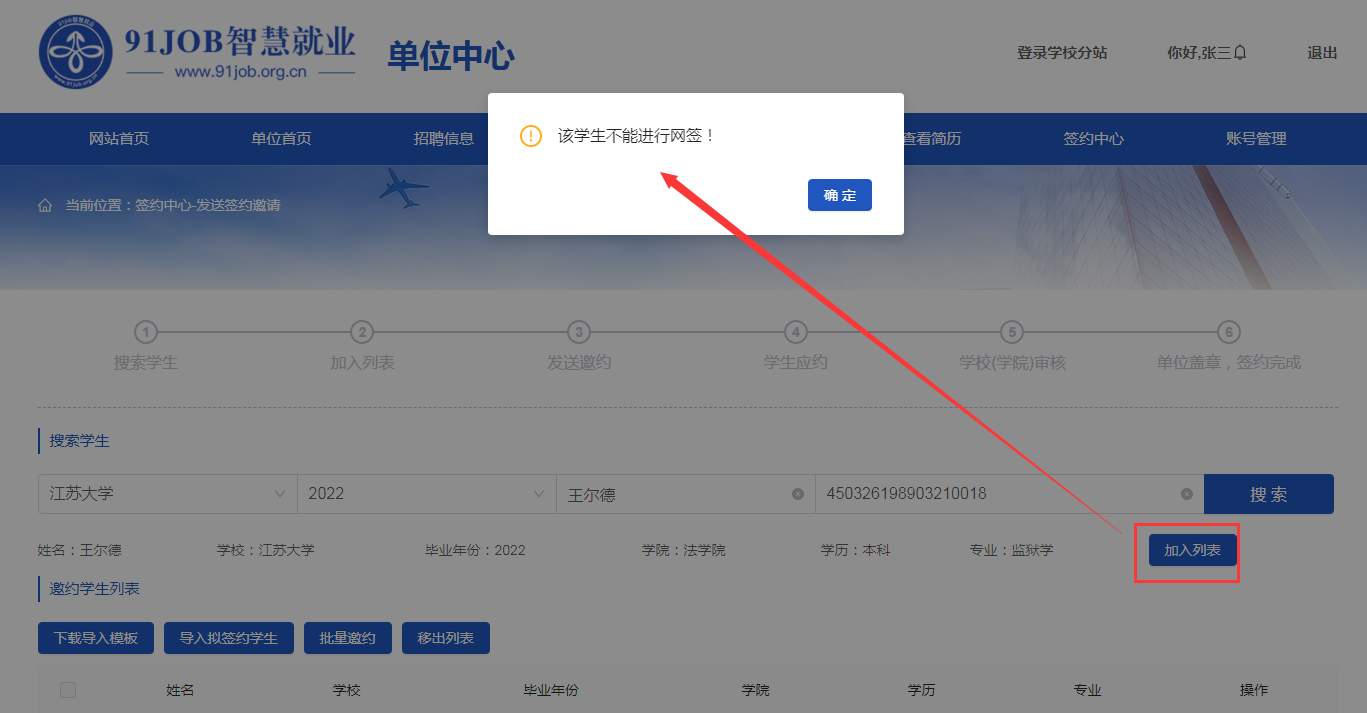 91JOB智慧就业
www.91job.org.cn
单位中心
登录学校分站
你好,张三
退出
网站首页
单位首页
招聘信息
查看简历
签约中心
账号管理
该学生不能进行网签！
确 定
当前位置：签约中心-发送签约邀请
1
2
3
4
5
6
搜索学生
加入列表
发送邀约
学生应约
学校(学院)审核
单位盖章，签约完成
搜索学生
江苏大学
2022
王尔德
450326198903210018
搜 索
姓名：王尔德
学校：江苏大学
毕业年份：2022
学院：法学院
学历：本科
专业：监狱学
加入列表
邀约学生列表
下载导入模板
导入拟签约学生
批量邀约
移出列表
姓名
学校
毕业年份
学院
学历
专业
操作